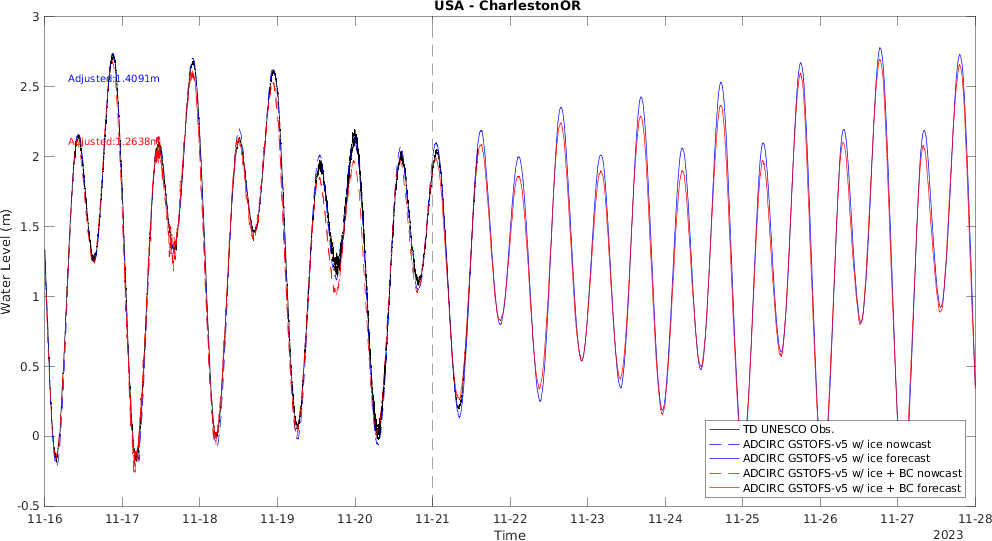 USA - CharlestonOR
3
2.5
2
1.5
1
0.5
0
-0.5
Water Level (m)
Adjusted:1.4091m
Adjusted:1.2638m
TD UNESCO Obs.
ADCIRC GSTOFS-v5 w/ ice nowcast
ADCIRC GSTOFS-v5 w/ ice forecast
ADCIRC GSTOFS-v5 w/ ice + BC nowcast
ADCIRC GSTOFS-v5 w/ ice + BC forecast
11-16 11-17 11-18 11-19 11-20 11-21 11-22 11-23 11-24 11-25 11-26 11-27 11-28
Time
2023